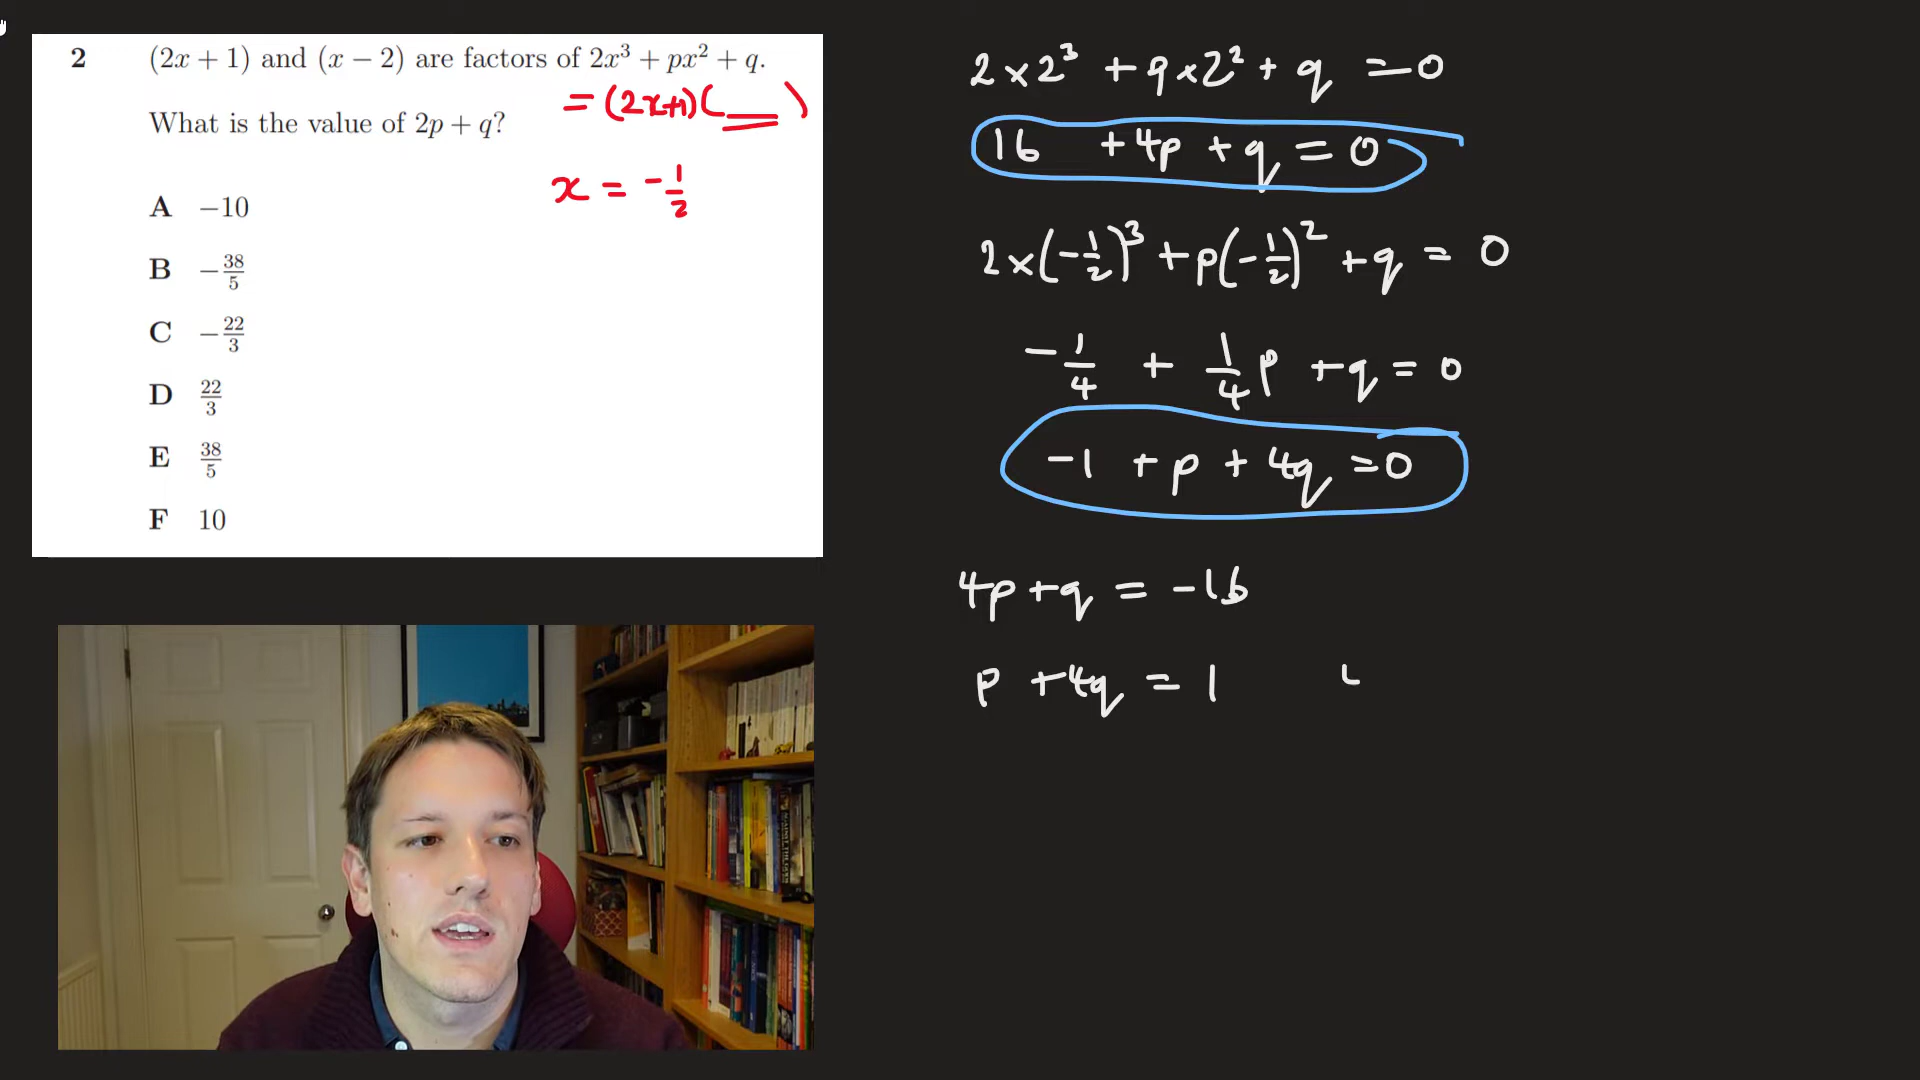 2 (2x + 1) and (x − 2) are factors of 2x³ + px² + q.
= (2x+1)( __ )
What is the value of 2p + q?
x = -1/2
A −10
B −38/5
C −22/3
D 22/3
E 38/5
F 10
2×2³ + q×2² + q = 0
16 + 4p + q = 0
2×(-1/2)³ + p(-1/2)² + q = 0
-1/4 + 1/4 p + q = 0
-1 + p + 4q = 0
4p + q = -16
p + 4q = 1